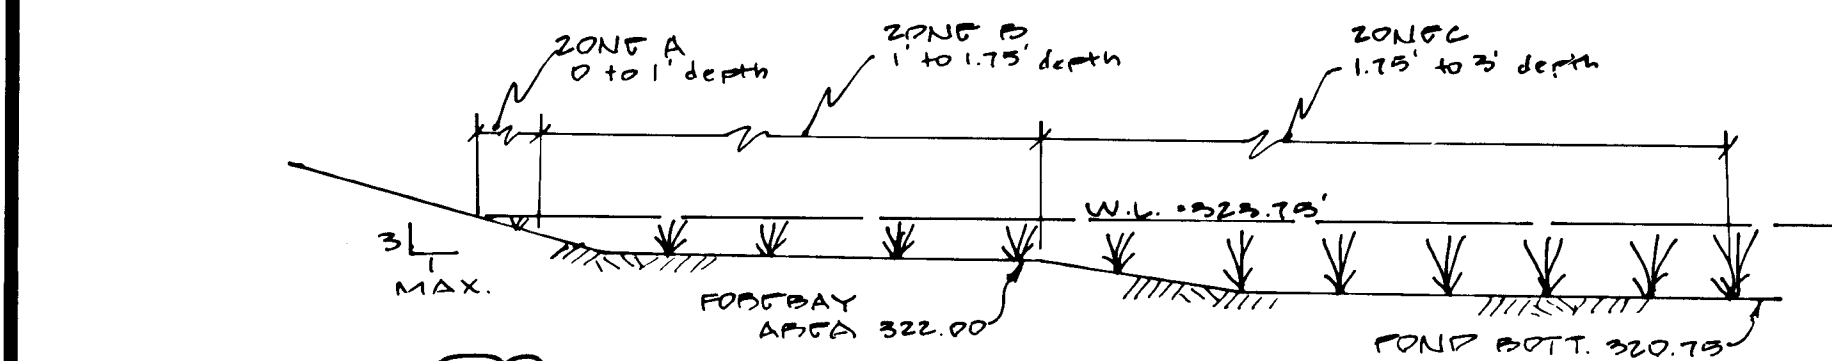 ZONE A
0 to 1' depth
ZONE B
1' to 1.75' depth
ZONE C
1.75' to 3' depth
W.L. = 323.75'
3
1
MAX.
FOREBAY
AREA 322.00
POND BOTT. 320.75